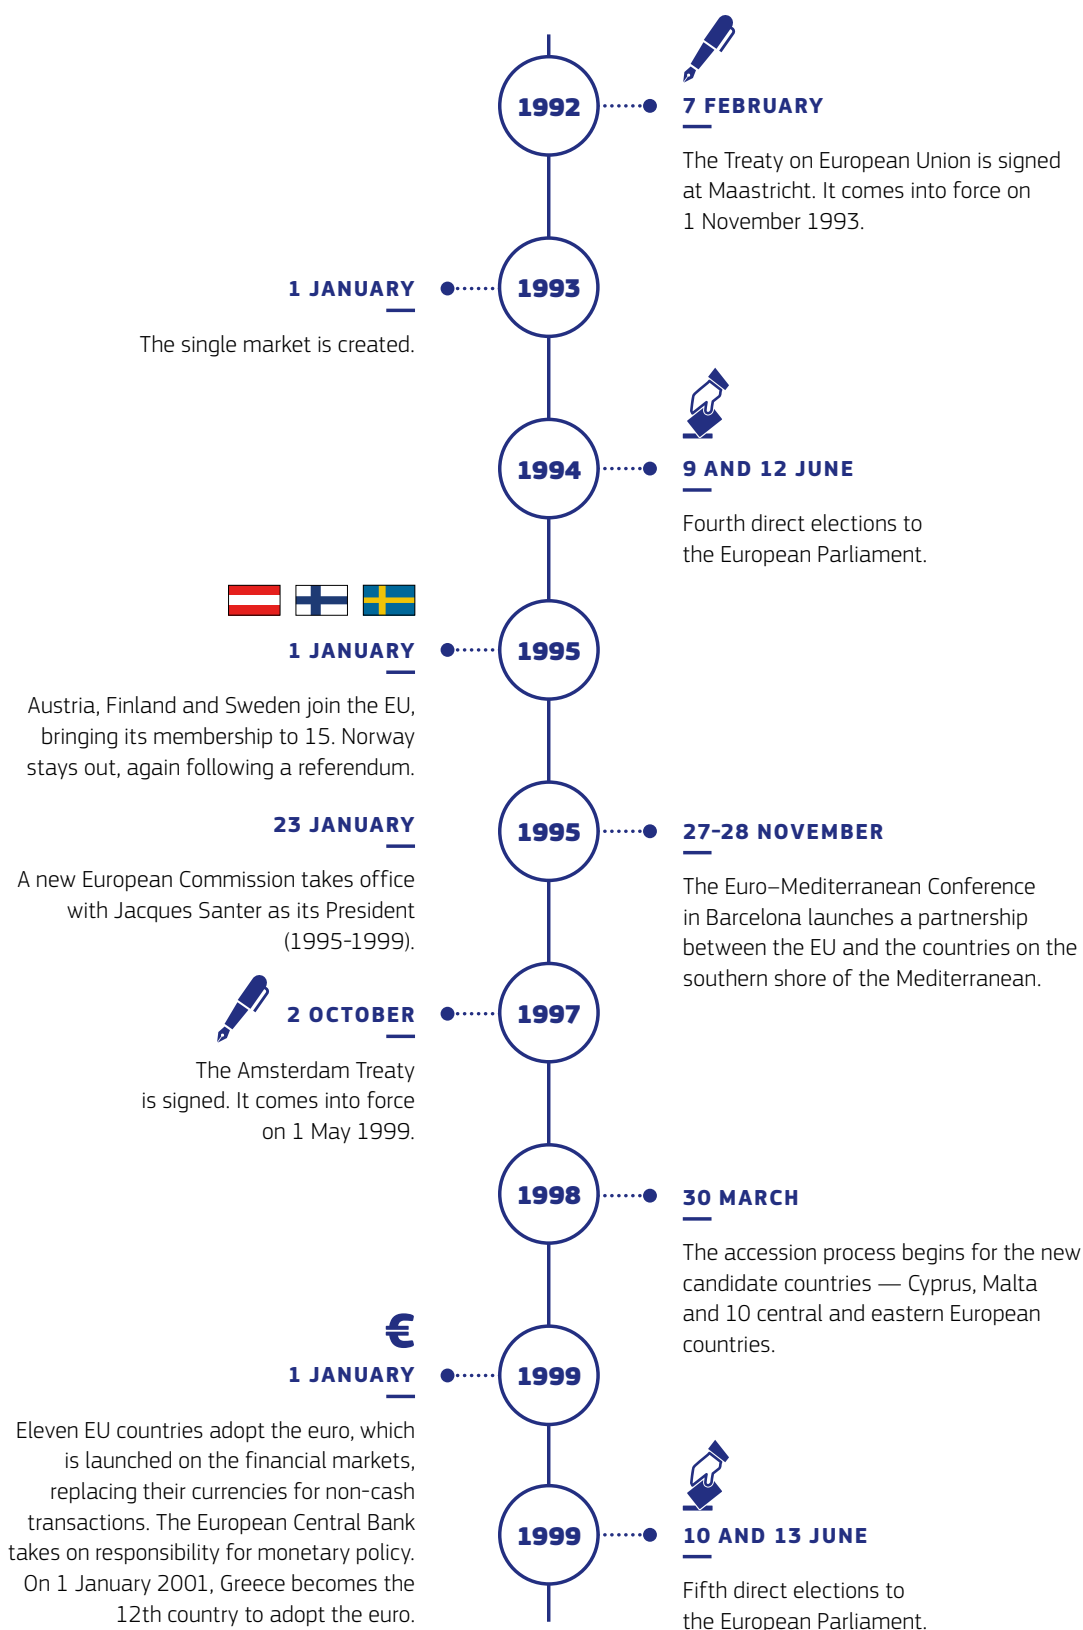 1992
7 FEBRUARY
The Treaty on European Union is signed
at Maastricht. It comes into force on
1 November 1993.
1993
1 JANUARY
The single market is created.
1994
9 AND 12 JUNE
Fourth direct elections to
the European Parliament.
1995
1 JANUARY
Austria, Finland and Sweden join the EU,
bringing its membership to 15. Norway
stays out, again following a referendum.
23 JANUARY
A new European Commission takes office
with Jacques Santer as its President
(1995-1999).
1995
27–28 NOVEMBER
The Euro–Mediterranean Conference
in Barcelona launches a partnership
between the EU and the countries on the
southern shore of the Mediterranean.
1997
2 OCTOBER
The Amsterdam Treaty
is signed. It comes into force
on 1 May 1999.
1998
30 MARCH
The accession process begins for the new
candidate countries — Cyprus, Malta
and 10 central and eastern European
countries.
€
1999
1 JANUARY
Eleven EU countries adopt the euro, which
is launched on the financial markets,
replacing their currencies for non-cash
transactions. The European Central Bank
takes on responsibility for monetary policy.
On 1 January 2001, Greece becomes the
12th country to adopt the euro.
1999
10 AND 13 JUNE
Fifth direct elections to
the European Parliament.